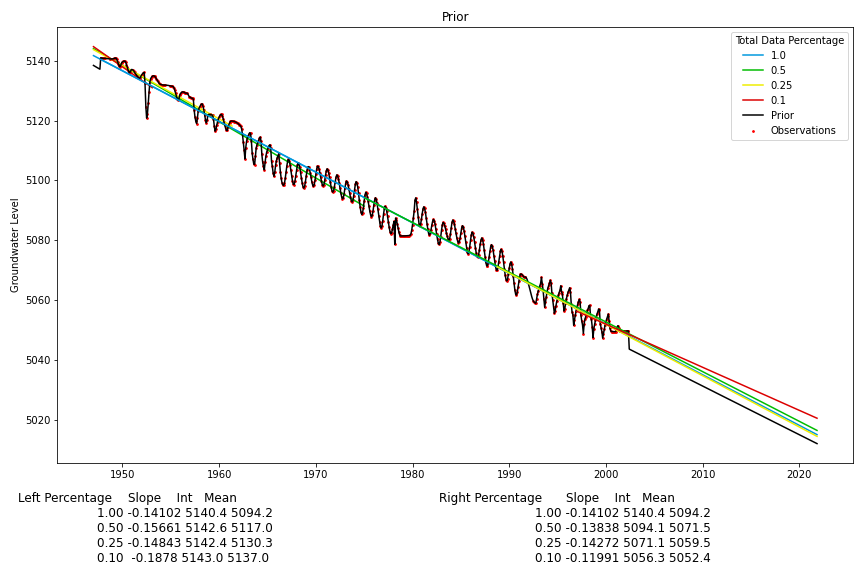 Prior
Total Data Percentage
1.0
0.5
0.25
0.1
Prior
Observations
Groundwater Level
5140
5120
5100
5080
5060
5040
5020
1950 1960 1970 1980 1990 2000 2010 2020
Left Percentage Slope Int Mean
1.00 -0.14102 5140.4 5094.2
0.50 -0.15661 5142.6 5117.0
0.25 -0.14843 5142.4 5130.3
0.10 -0.1878 5143.0 5137.0
Right Percentage Slope Int Mean
1.00 -0.14102 5140.4 5094.2
0.50 -0.13838 5094.1 5071.5
0.25 -0.14272 5071.1 5059.5
0.10 -0.11991 5056.3 5052.4